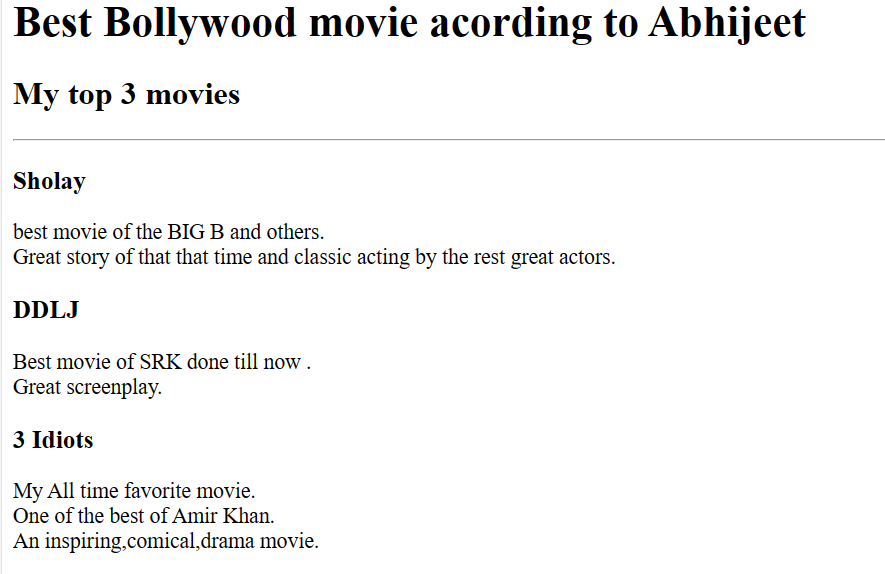 Best Bollywood movie acording to Abhijeet
My top 3 movies
Sholay
best movie of the BIG B and others.
Great story of that that time and classic acting by the rest great actors.
DDLJ
Best movie of SRK done till now .
Great screenplay.
3 Idiots
My All time favorite movie.
One of the best of Amir Khan.
An inspiring,comical,drama movie.